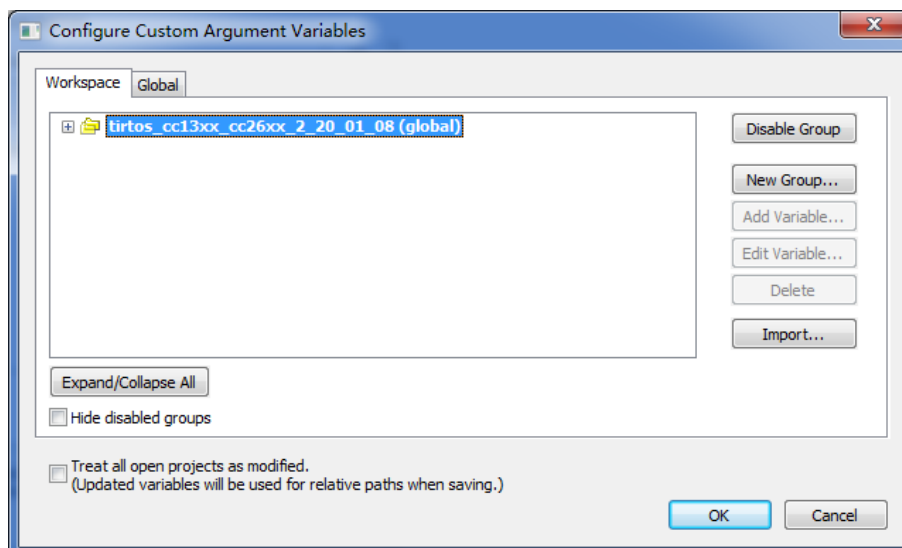 Configure Custom Argument Variables
Workspace
Global
tirtos_cc13xx_cc26xx_2_20_01_08 (global)
Disable Group
New Group...
Add Variable...
Edit Variable...
Delete
Import...
Expand/Collapse All
Hide disabled groups
Treat all open projects as modified.
(Updated variables will be used for relative paths when saving.)
OK
Cancel